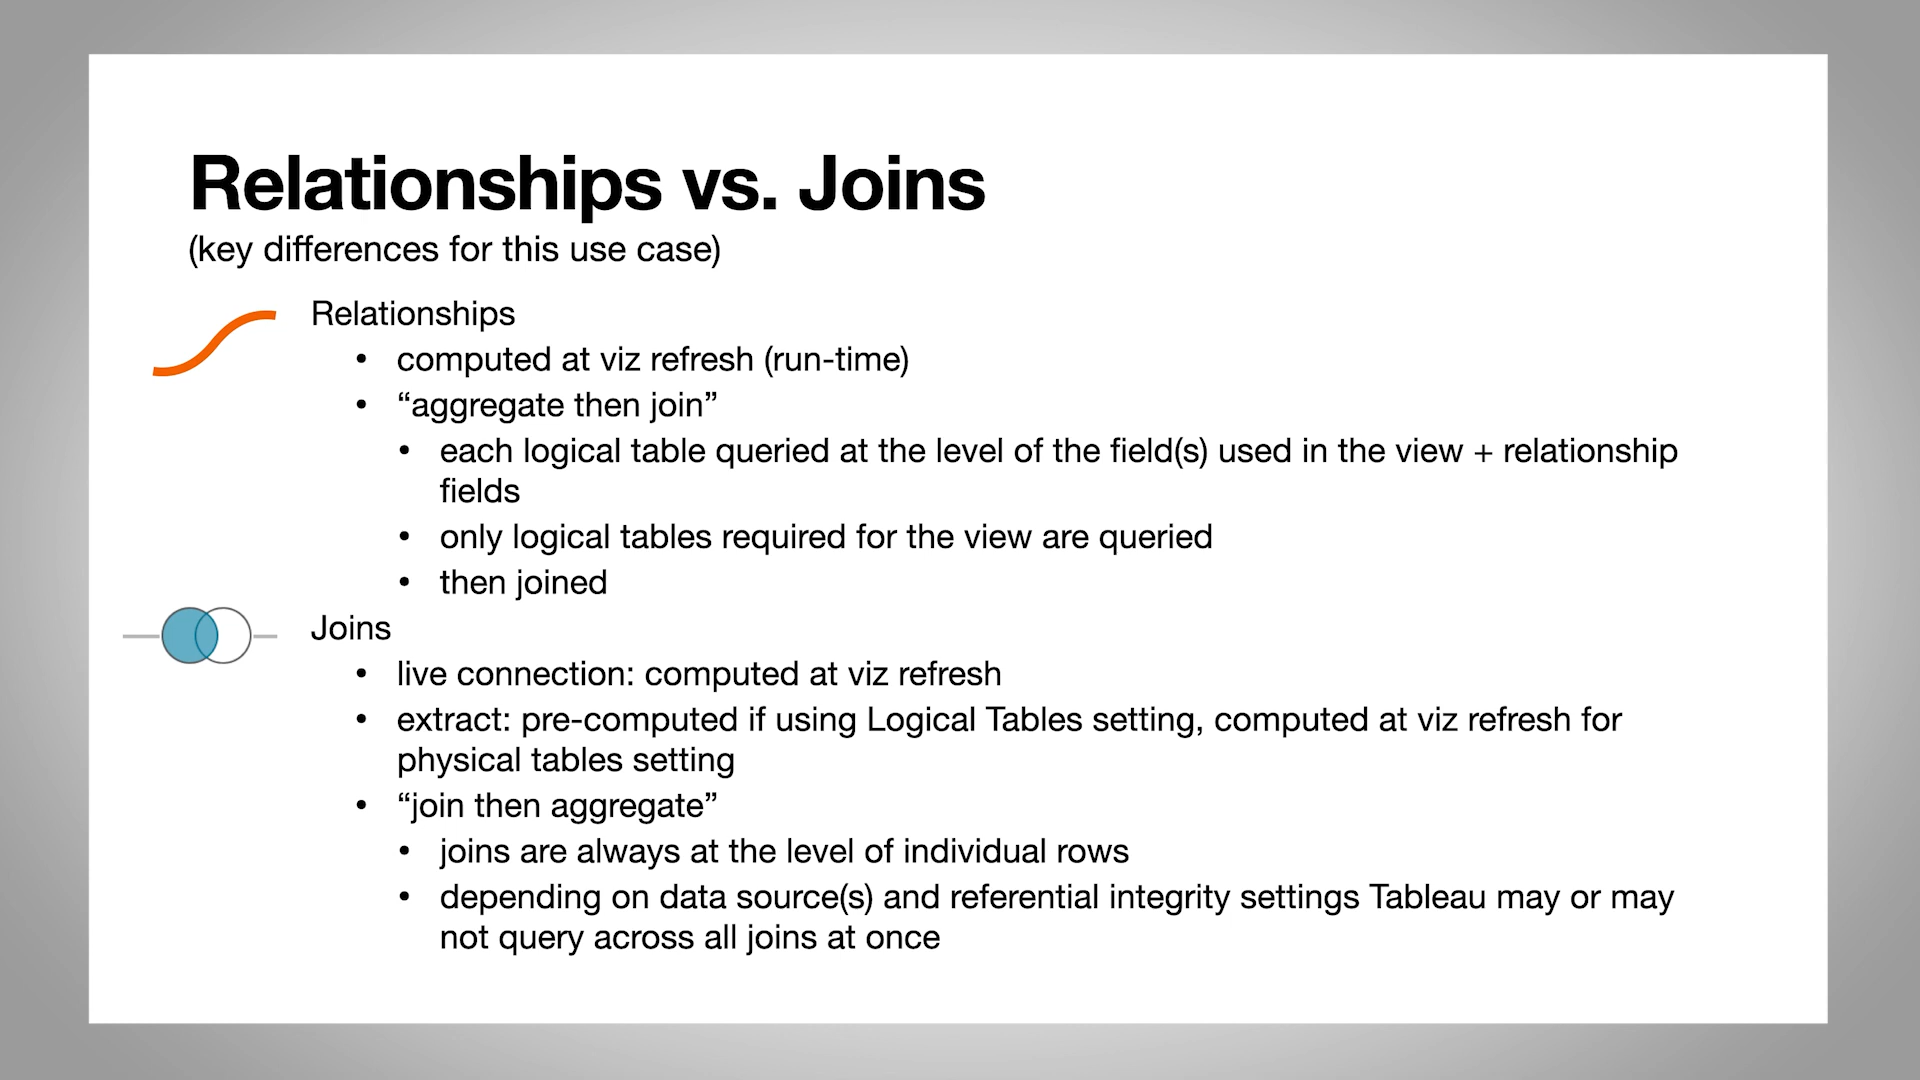 Relationships vs. Joins
(key differences for this use case)
Relationships
• computed at viz refresh (run-time)
• “aggregate then join”
• each logical table queried at the level of the field(s) used in the view + relationship
fields
• only logical tables required for the view are queried
• then joined
Joins
• live connection: computed at viz refresh
• extract: pre-computed if using Logical Tables setting, computed at viz refresh for
physical tables setting
• “join then aggregate”
• joins are always at the level of individual rows
• depending on data source(s) and referential integrity settings Tableau may or may
not query across all joins at once